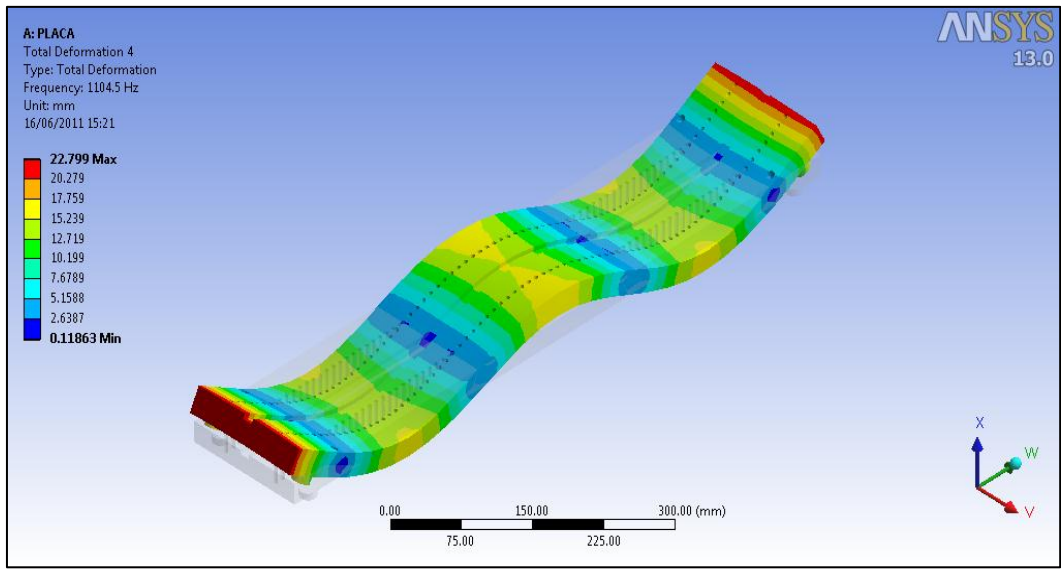 A: PLACA
Total Deformation 4
Type: Total Deformation
Frequency: 1104.5 Hz
Unit: mm
16/06/2011 15:21
22.799 Max
20.279
17.759
15.239
12.719
10.199
7.6789
5.1588
2.6387
0.11863 Min
ANSYS
13.0
X
W
V
0.00 150.00 300.00 (mm)
75.00 225.00